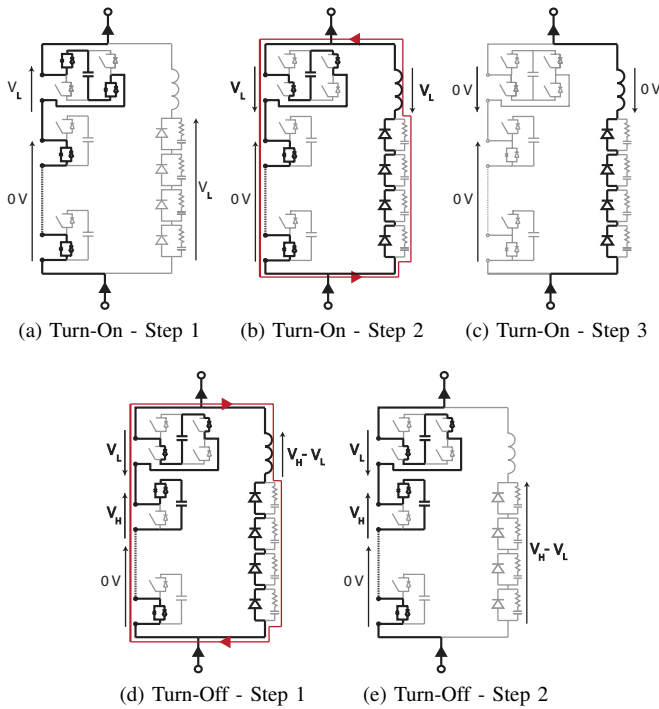 V_L
0 V
V_L
(a) Turn-On - Step 1
V_L
0 V
V_L
(b) Turn-On - Step 2
0 V
0 V
0 V
(c) Turn-On - Step 3
V_L
V_H
0 V
V_H - V_L
(d) Turn-Off - Step 1
V_L
V_H
0 V
V_H - V_L
(e) Turn-Off - Step 2